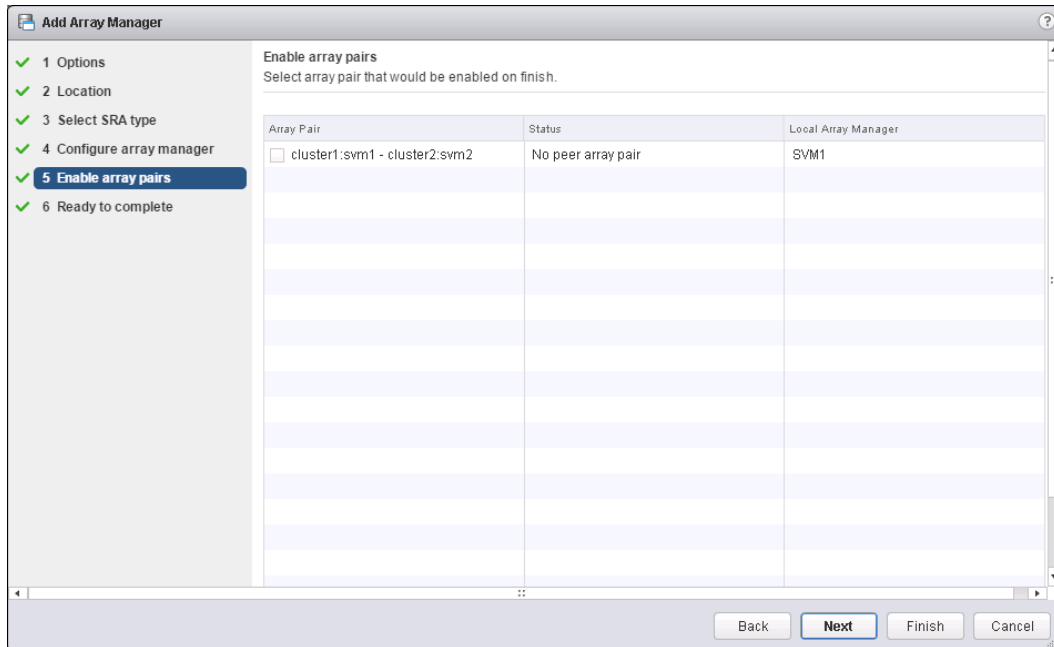 Add Array Manager
?
1 Options
2 Location
3 Select SRA type
4 Configure array manager
5 Enable array pairs
6 Ready to complete
Enable array pairs
Select array pair that would be enabled on finish.
Array Pair Status Local Array Manager
cluster1:svm1 - cluster2:svm2 No peer array pair SVM1
Back Next Finish Cancel